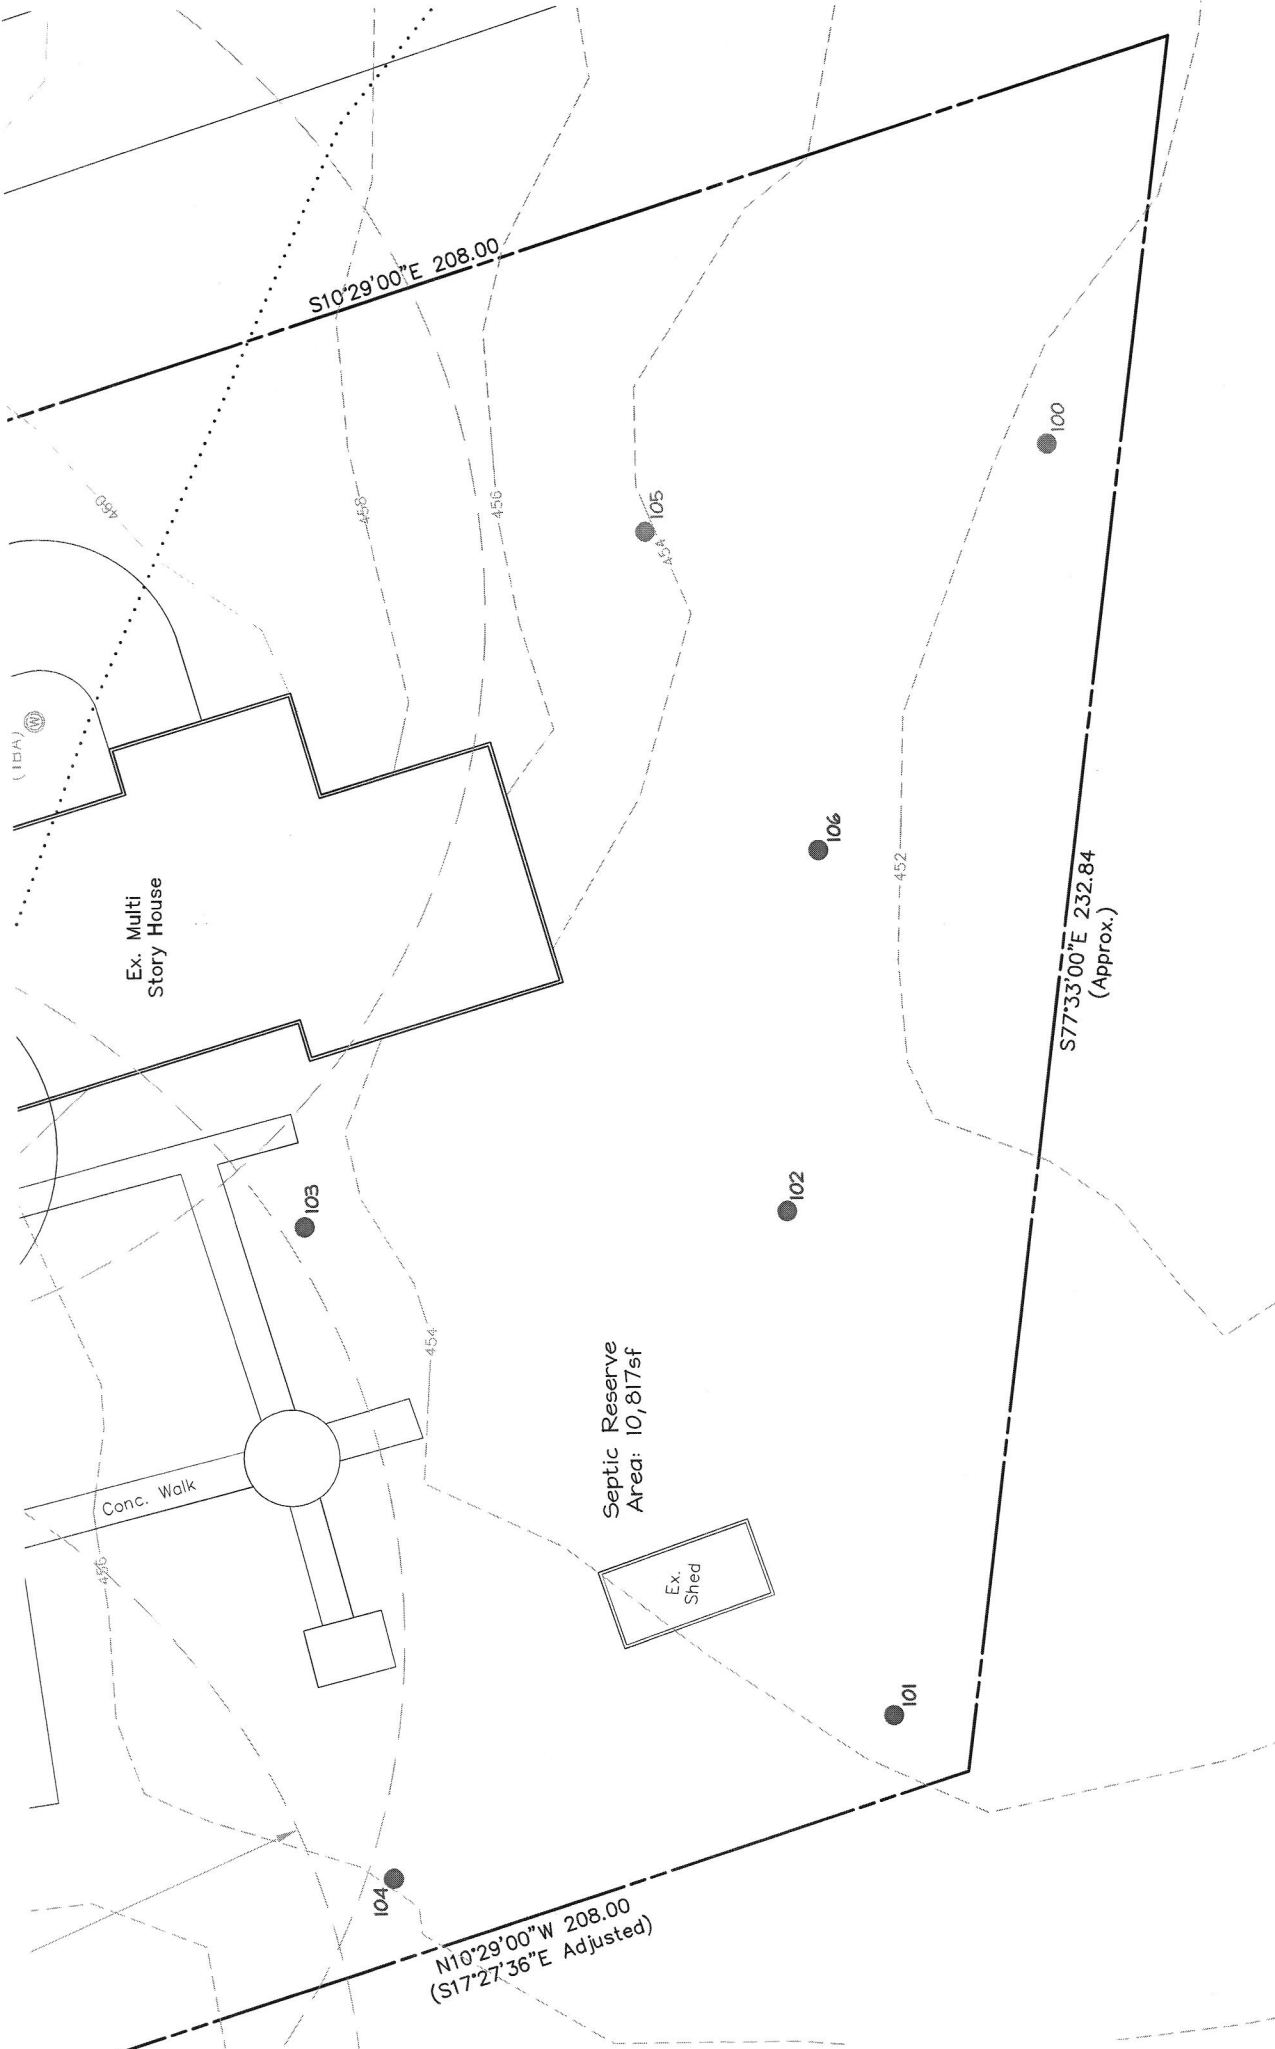 S10°29'00"E 208.00
460
458
456
105
454
100
(TBA)
W
Ex. Multi
Story House
106
452
S77°33'00"E 232.84
(Approx.)
103
102
454
Septic Reserve
Area: 10,817sf
Conc. Walk
456
Ex.
Shed
101
104
N10°29'00"W 208.00
(S17°27'36"E Adjusted)